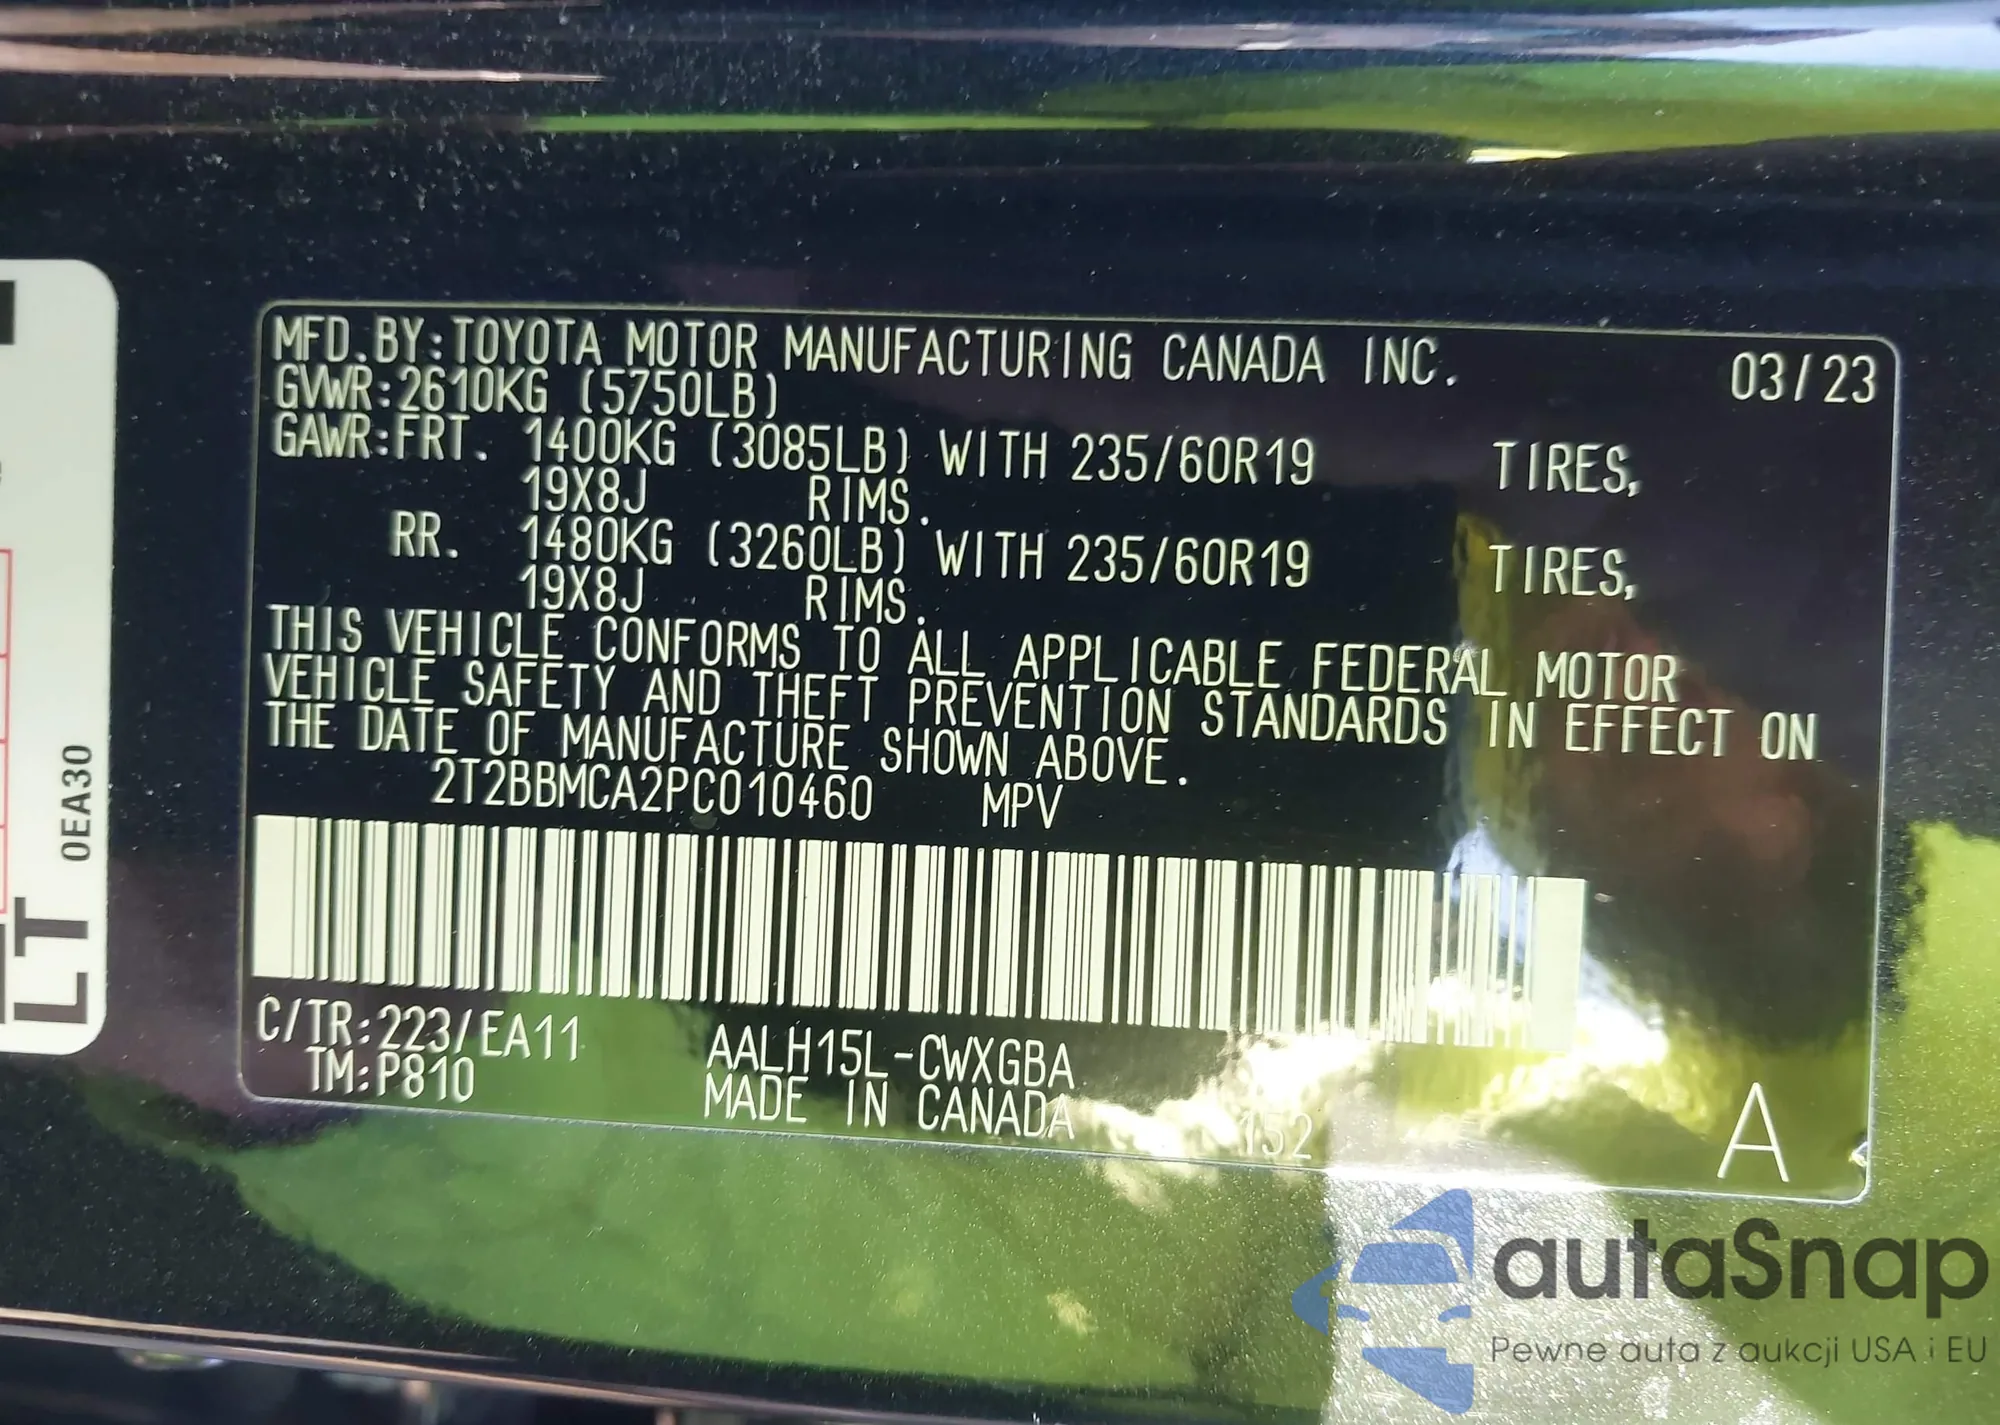 MFD.BY:TOYOTA MOTOR MANUFACTURING CANADA INC. 03/23
GVWR:2610KG (5750LB)
GAWR:FRT. 1400KG (3085LB) WITH 235/60R19 TIRES,
19X8J RIMS.
RR. 1480KG (3260LB) WITH 235/60R19 TIRES,
19X8J RIMS.
THIS VEHICLE CONFORMS TO ALL APPLICABLE FEDERAL MOTOR
VEHICLE SAFETY AND THEFT PREVENTION STANDARDS IN EFFECT ON
THE DATE OF MANUFACTURE SHOWN ABOVE.
2T2BBMCA2PC010460 MPV
C/TR:223/EA11 AALH15L-CWXGBA
TM:P810 MADE IN CANADA 152 A
LT 0EA30
autaSnap
Pewne auta z aukcji USA i EU